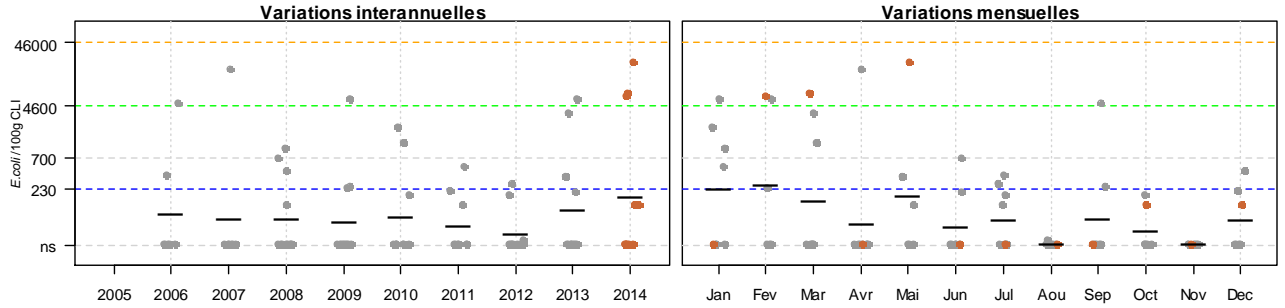 Variations interannuelles
Variations mensuelles
E.coli/100g CLI
46000
4600
700
230
ns
2005 2006 2007 2008 2009 2010 2011 2012 2013 2014
Jan Fev Mar Avr Mai Jun Jul Aou Sep Oct Nov Dec